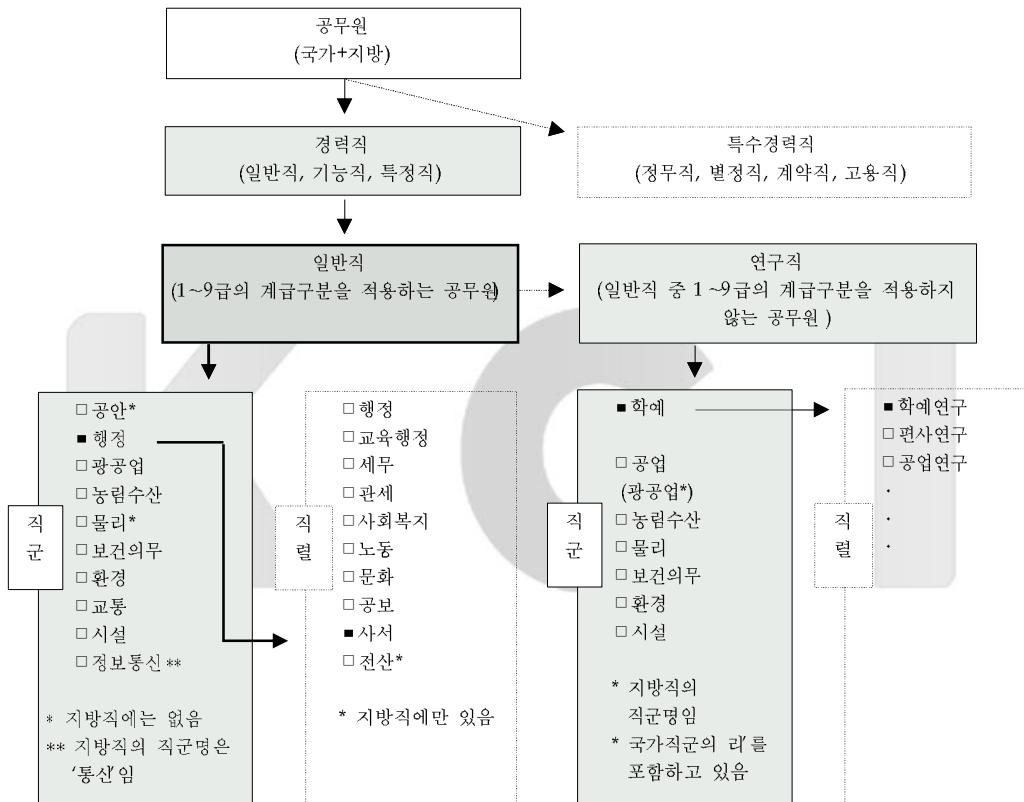 공무원
(국가+지방)
경력직
(일반직, 기능직, 특정직)
특수경력직
(정무직, 별정직, 계약직, 고용직)
일반직
(1~9급의 계급구분을 적용하는 공무원)
연구직
(일반직 중 1~9급의 계급구분을 적용하지
않는 공무원)
직
군
□ 공안*
■ 행정
□ 광공업
□ 농림수산
□ 물리*
□ 보건의무
□ 환경
□ 교통
□ 시설
□ 정보통신**
* 지방직에는 없음
** 지방직의 직군명은
'통신'임
직
렬
□ 행정
□ 교육행정
□ 세무
□ 관세
□ 사회복지
□ 노동
□ 문화
□ 공보
■ 사서
□ 전산*
* 지방직에만 있음
직
군
■ 학예
□ 공업
(광공업*)
□ 농림수산
□ 물리
□ 보건의무
□ 환경
□ 시설
* 지방직의
직군명임
* 국가직군의 리'를
포함하고 있음
직
렬
■ 학예연구
□ 편사연구
□ 공업연구
·
·
·
KCI